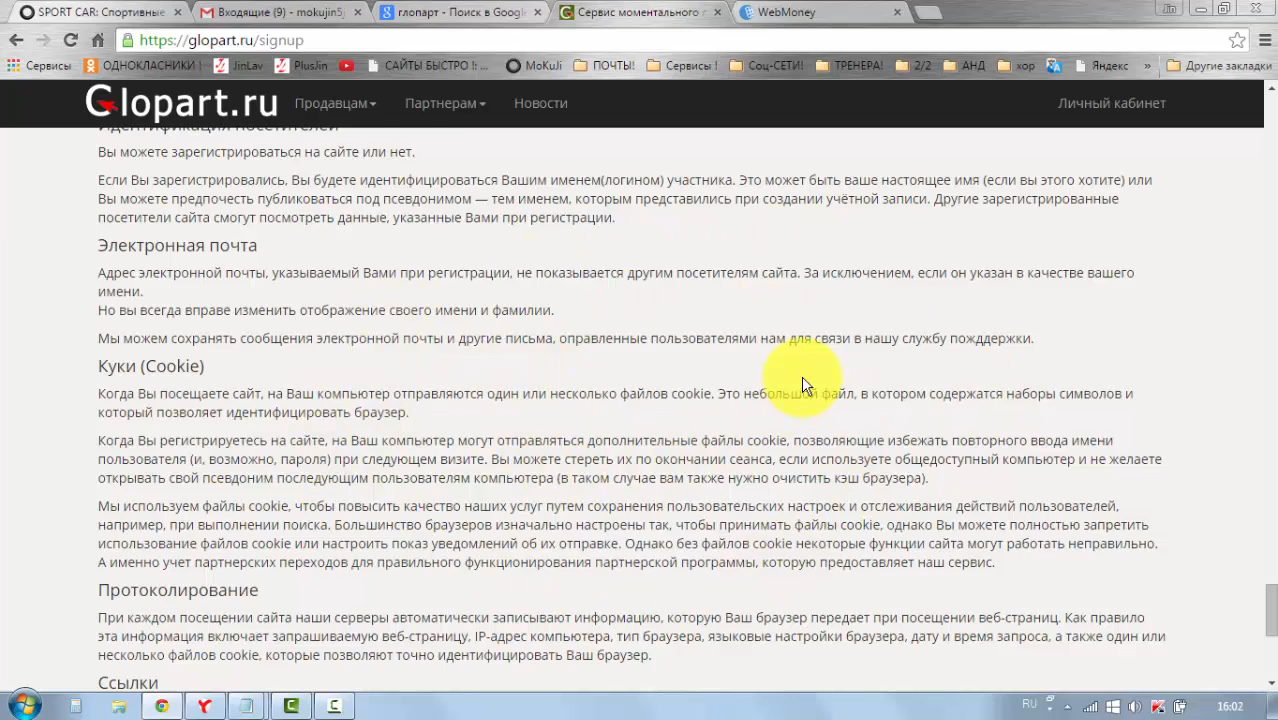 SPORT CAR: Спортивные
Входящие (9) - mokujin5j
глопарт - Поиск в Google
Сервис моментального п
WebMoney
Jin
https://glopart.ru/signup
Сервисы
ОДНОКЛАСНИКИ !
JinLav
PlusJin
САЙТЫ БЫСТРО !: ...
MoKuJi
ПОЧТЫ!
Сервисы !
Соц-СЕТИ!
ТРЕНЕРА!
2/2
АНД
хор
Яндекс
»
Другие закладки
Glopart.ru
Продавцам
Партнерам
Новости
Личный кабинет
Идентификация посетителей
Вы можете зарегистрироваться на сайте или нет.
Если Вы зарегистрировались, Вы будете идентифицироваться Вашим именем(логином) участника. Это может быть ваше настоящее имя (если вы этого хотите) или
Вы можете предпочесть публиковаться под псевдонимом — тем именем, которым представились при создании учётной записи. Другие зарегистрированные
посетители сайта смогут посмотреть данные, указанные Вами при регистрации.
Электронная почта
Адрес электронной почты, указываемый Вами при регистрации, не показывается другим посетителям сайта. За исключением, если он указан в качестве вашего
имени.
Но вы всегда вправе изменить отображение своего имени и фамилии.
Мы можем сохранять сообщения электронной почты и другие письма, оправленные пользователями нам для связи в нашу службу пожддержки.
Куки (Cookie)
Когда Вы посещаете сайт, на Ваш компьютер отправляются один или несколько файлов cookie. Это небольшой файл, в котором содержатся наборы символов и
который позволяет идентифицировать браузер.
Когда Вы регистрируетесь на сайте, на Ваш компьютер могут отправляться дополнительные файлы cookie, позволяющие избежать повторного ввода имени
пользователя (и, возможно, пароля) при следующем визите. Вы можете стереть их по окончании сеанса, если используете общедоступный компьютер и не желаете
открывать свой псевдоним последующим пользователям компьютера (в таком случае вам также нужно очистить кэш браузера).
Мы используем файлы cookie, чтобы повысить качество наших услуг путем сохранения пользовательских настроек и отслеживания действий пользователей,
например, при выполнении поиска. Большинство браузеров изначально настроены так, чтобы принимать файлы cookie, однако Вы можете полностью запретить
использование файлов cookie или настроить показ уведомлений об их отправке. Однако без файлов cookie некоторые функции сайта могут работать неправильно.
А именно учет партнерских переходов для правильного функционирования партнерской программы, которую предоставляет наш сервис.
Протоколирование
При каждом посещении сайта наши серверы автоматически записывают информацию, которую Ваш браузер передает при посещении веб-страниц. Как правило
эта информация включает запрашиваемую веб-страницу, IP-адрес компьютера, тип браузера, языковые настройки браузера, дату и время запроса, а также один или
несколько файлов cookie, которые позволяют точно идентифицировать Ваш браузер.
Ссылки
RU
16:02